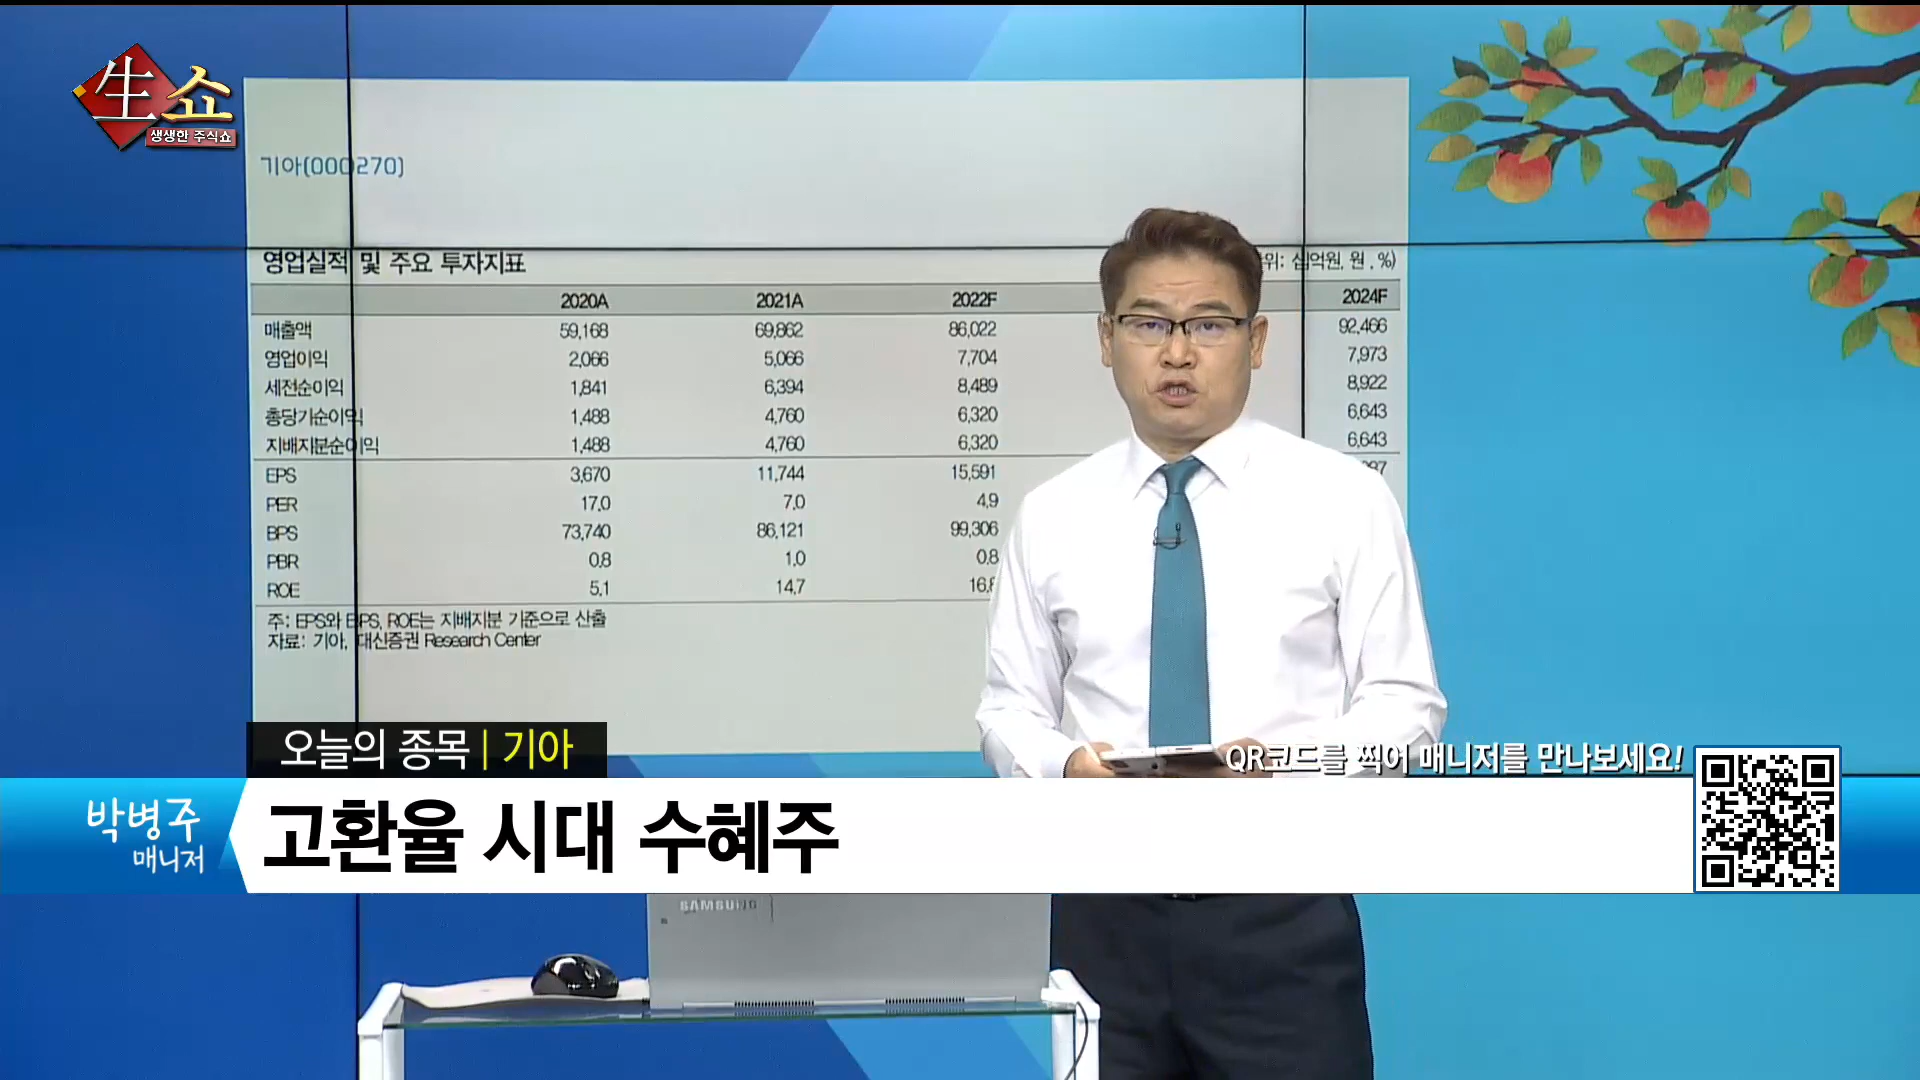 生쇼
생생한 주식쇼
기아(000270)
영업실적 및 주요 투자지표
십억원, 원, %)
2020A 2021A 2022F 2024F
매출액 59,168 69,862 86,022 92,466
영업이익 2,066 5,066 7,704 7,973
세전순이익 1,841 6,394 8,489 8,922
총당기순이익 1,488 4,760 6,320 6,643
지배지분순이익 1,488 4,760 6,320 6,643
EPS 3,670 11,744 15,591
PER 17.0 7.0 4.9
BPS 73,740 86,121 99,306
PBR 0.8 1.0 0.8
ROE 5.1 14.7
주: EPS와 BPS, ROE는 지배지분 기준으로 산출
자료: 기아, 대신증권 Research Center
오늘의 종목 | 기아
QR코드를 찍어 매니저를 만나보세요!
박병주
매니저
고환율 시대 수혜주
SAMSUNG